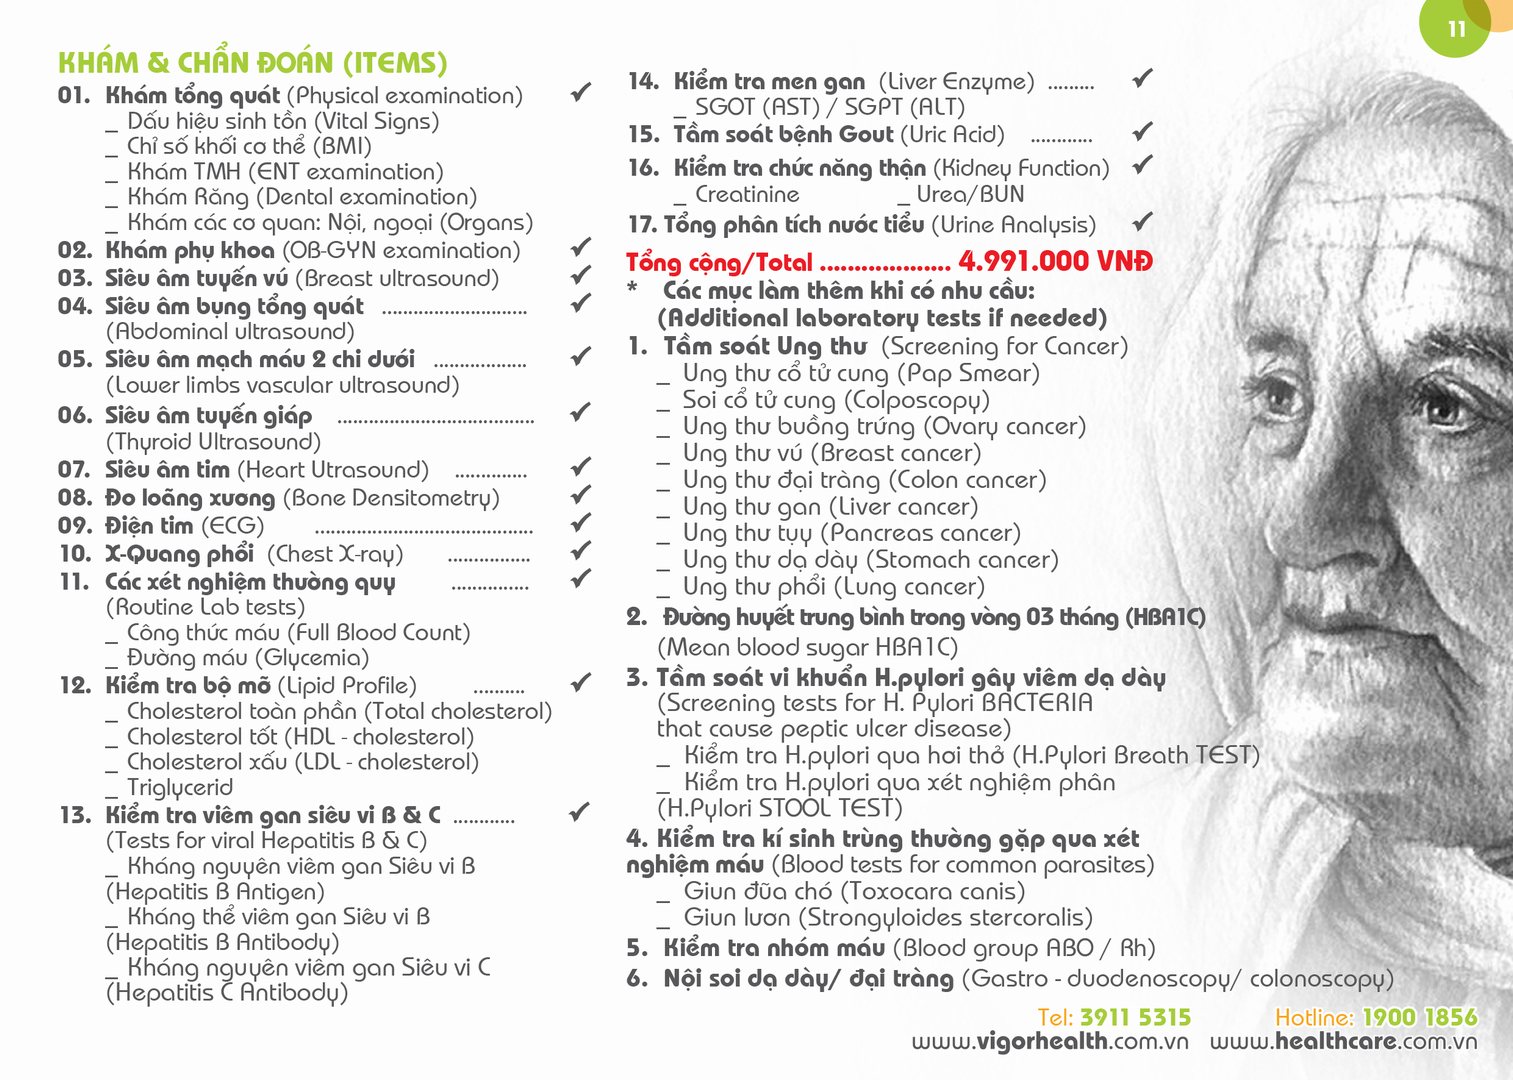 11
KHÁM & CHẨN ĐOÁN (ITEMS)
01. Khám tổng quát (Physical examination) ✓
_ Dấu hiệu sinh tồn (Vital Signs)
_ Chỉ số khối cơ thể (BMI)
_ Khám TMH (ENT examination)
_ Khám Răng (Dental examination)
_ Khám các cơ quan: Nội, ngoại (Organs)
02. Khám phụ khoa (OB-GYN examination) ✓
03. Siêu âm tuyến vú (Breast ultrasound) ✓
04. Siêu âm bụng tổng quát ............................ ✓
(Abdominal ultrasound)
05. Siêu âm mạch máu 2 chi dưới .................. ✓
(Lower limbs vascular ultrasound)
06. Siêu âm tuyến giáp ...................................... ✓
(Thyroid Ultrasound)
07. Siêu âm tim (Heart Utrasound) .............. ✓
08. Đo loãng xương (Bone Densitometry) ✓
09. Điện tim (ECG) .......................................... ✓
10. X-Quang phổi (Chest X-ray) ................ ✓
11. Các xét nghiệm thường quy ............... ✓
(Routine Lab tests)
_ Công thức máu (Full Blood Count)
_ Đường máu (Glycemia)
12. Kiểm tra bộ mỡ (Lipid Profile) .......... ✓
_ Cholesterol toàn phần (Total cholesterol)
_ Cholesterol tốt (HDL - cholesterol)
_ Cholesterol xấu (LDL - cholesterol)
_ Triglycerid
13. Kiểm tra viêm gan siêu vi B & C ............ ✓
(Tests for viral Hepatitis B & C)
_ Kháng nguyên viêm gan Siêu vi B
(Hepatitis B Antigen)
_ Kháng thể viêm gan Siêu vi B
(Hepatitis B Antibody)
_ Kháng nguyên viêm gan Siêu vi C
(Hepatitis C Antibody)
14. Kiểm tra men gan (Liver Enzyme) ......... ✓
_ SGOT (AST) / SGPT (ALT)
15. Tầm soát bệnh Gout (Uric Acid) ............ ✓
16. Kiểm tra chức năng thận (Kidney Function) ✓
_ Creatinine _ Urea/BUN
17. Tổng phân tích nước tiểu (Urine Analysis) ✓
Tổng cộng/Total ................... 4.991.000 VNĐ
* Các mục làm thêm khi có nhu cầu:
(Additional laboratory tests if needed)
1. Tầm soát Ung thư (Screening for Cancer)
_ Ung thư cổ tử cung (Pap Smear)
_ Soi cổ tử cung (Colposcopy)
_ Ung thư buồng trứng (Ovary cancer)
_ Ung thư vú (Breast cancer)
_ Ung thư đại tràng (Colon cancer)
_ Ung thư gan (Liver cancer)
_ Ung thư tụy (Pancreas cancer)
_ Ung thư dạ dày (Stomach cancer)
_ Ung thư phổi (Lung cancer)
2. Đường huyết trung bình trong vòng 03 tháng (HBA1C)
(Mean blood sugar HBA1C)
3. Tầm soát vi khuẩn H.pylori gây viêm dạ dày
(Screening tests for H. Pylori BACTERIA
that cause peptic ulcer disease)
_ Kiểm tra H.pylori qua hơi thở (H.Pylori Breath TEST)
_ Kiểm tra H.pylori qua xét nghiệm phân
(H.Pylori STOOL TEST)
4. Kiểm tra kí sinh trùng thường gặp qua xét
nghiệm máu (Blood tests for common parasites)
_ Giun đũa chó (Toxocara canis)
_ Giun lươn (Strongyloides stercoralis)
5. Kiểm tra nhóm máu (Blood group ABO / Rh)
6. Nội soi dạ dày/ đại tràng (Gastro - duodenoscopy/ colonoscopy)
Tel: 3911 5315 Hotline: 1900 1856
www.vigorhealth.com.vn www.healthcare.com.vn